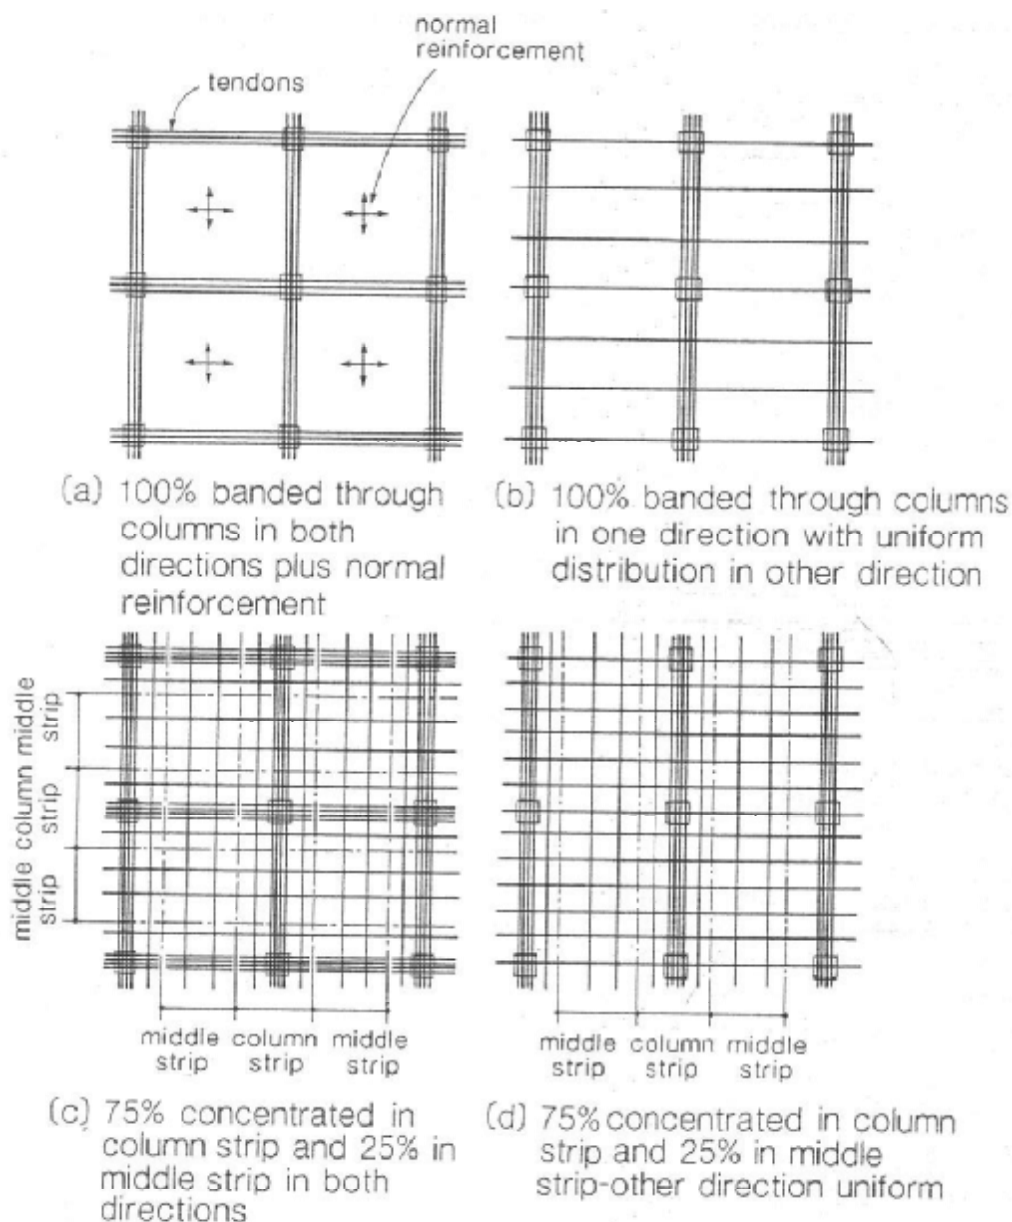 normal
reinforcement
tendons
(a) 100% banded through
columns in both
directions plus normal
reinforcement
(b) 100% banded through columns
in one direction with uniform
distribution in other direction
middle column middle
strip strip strip
middle column middle
strip strip strip
middle column middle
strip strip strip
(c) 75% concentrated in
column strip and 25% in
middle strip in both
directions
(d) 75% concentrated in column
strip and 25% in middle
strip-other direction uniform